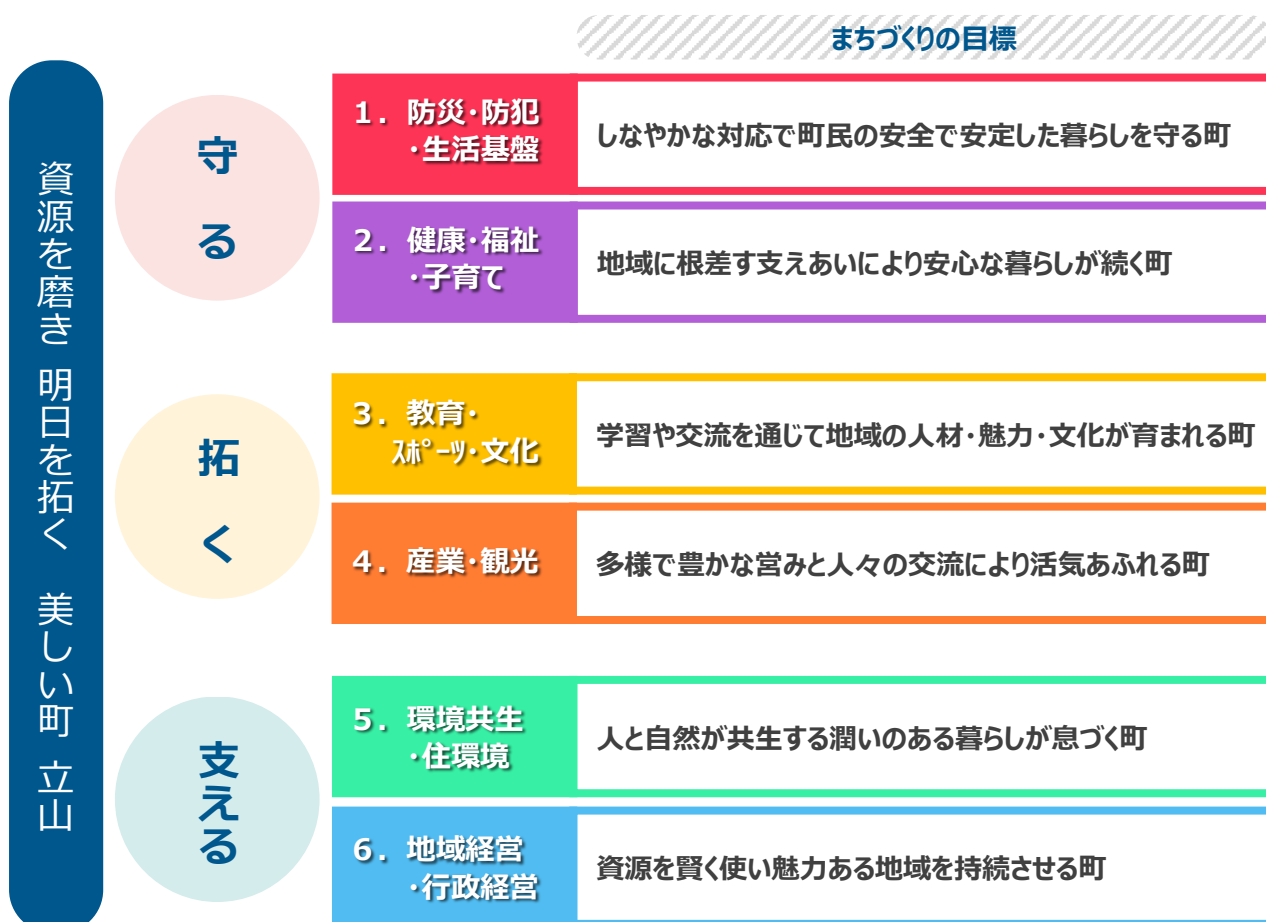 まちづくりの目標
資源を磨き 明日を拓く 美しい町 立山
守る
1. 防災・防犯
・生活基盤
しなやかな対応で町民の安全で安定した暮らしを守る町
2. 健康・福祉
・子育て
地域に根差す支えあいにより安心な暮らしが続く町
拓く
3. 教育・
ｽﾎﾟｰﾂ・文化
学習や交流を通じて地域の人材・魅力・文化が育まれる町
4. 産業・観光
多様で豊かな営みと人々の交流により活気あふれる町
支える
5. 環境共生
・住環境
人と自然が共生する潤いのある暮らしが息づく町
6. 地域経営
・行政経営
資源を賢く使い魅力ある地域を持続させる町